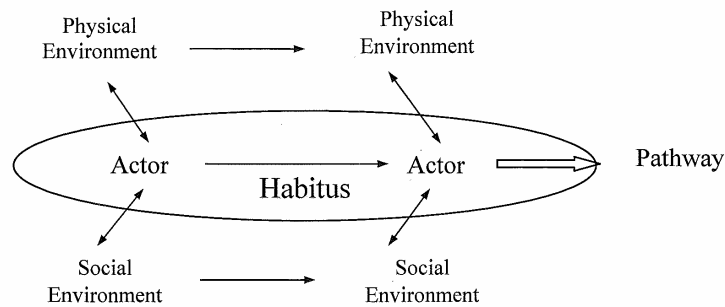 Physical
Environment
Physical
Environment
Actor
Actor
Pathway
Habitus
Social
Environment
Social
Environment